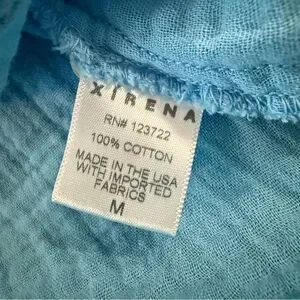 XIRENA
RN# 123722
100% COTTON
MADE IN THE USA
WITH IMPORTED
FABRICS
M